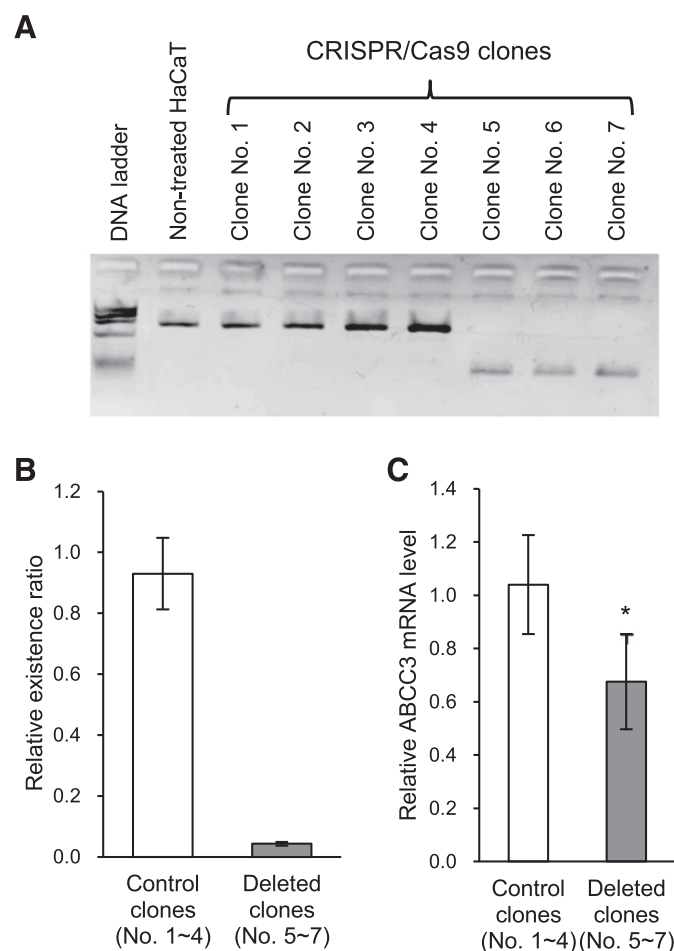 A
CRISPR/Cas9 clones
DNA ladder
Non-treated HaCaT
Clone No. 1
Clone No. 2
Clone No. 3
Clone No. 4
Clone No. 5
Clone No. 6
Clone No. 7
B
Relative existence ratio
1.2
1.0
0.8
0.6
0.4
0.2
0.0
Control
clones
(No. 1~4)
Deleted
clones
(No. 5~7)
C
Relative ABCC3 mRNA level
1.4
1.2
1.0
0.8
0.6
0.4
0.2
0.0
*
Control
clones
(No. 1~4)
Deleted
clones
(No. 5~7)